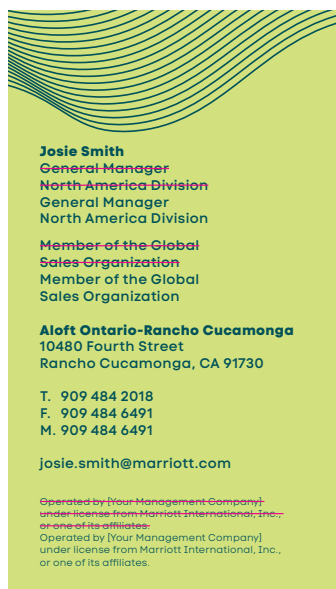 Josie Smith
General Manager
North America Division
General Manager
North America Division
Member of the Global
Sales Organization
Member of the Global
Sales Organization
Aloft Ontario-Rancho Cucamonga
10480 Fourth Street
Rancho Cucamonga, CA 91730
T. 909 484 2018
F. 909 484 6491
M. 909 484 6491
josie.smith@marriott.com
Operated by [Your Management Company]
under license from Marriott International, Inc.,
or one of its affiliates.
Operated by [Your Management Company]
under license from Marriott International, Inc.,
or one of its affiliates.